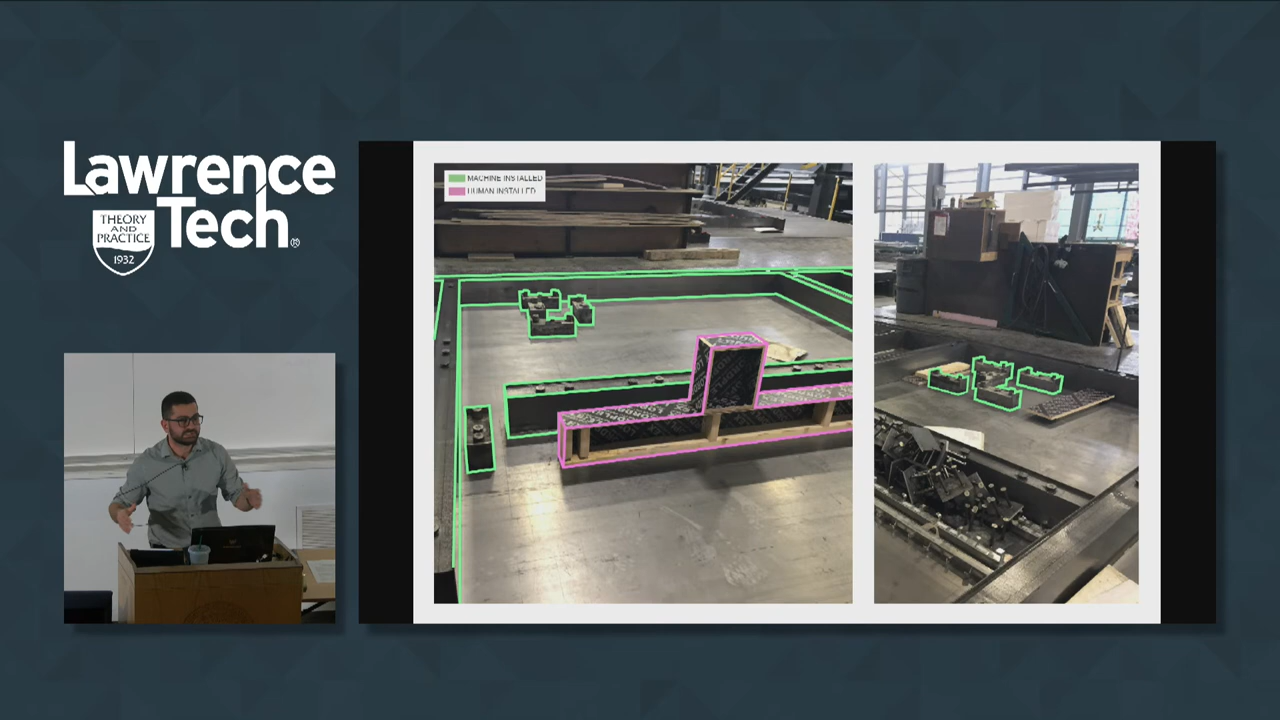 Lawrence
Tech®
THEORY
AND
PRACTICE
1932
MACHINE INSTALLED
HUMAN INSTALLED